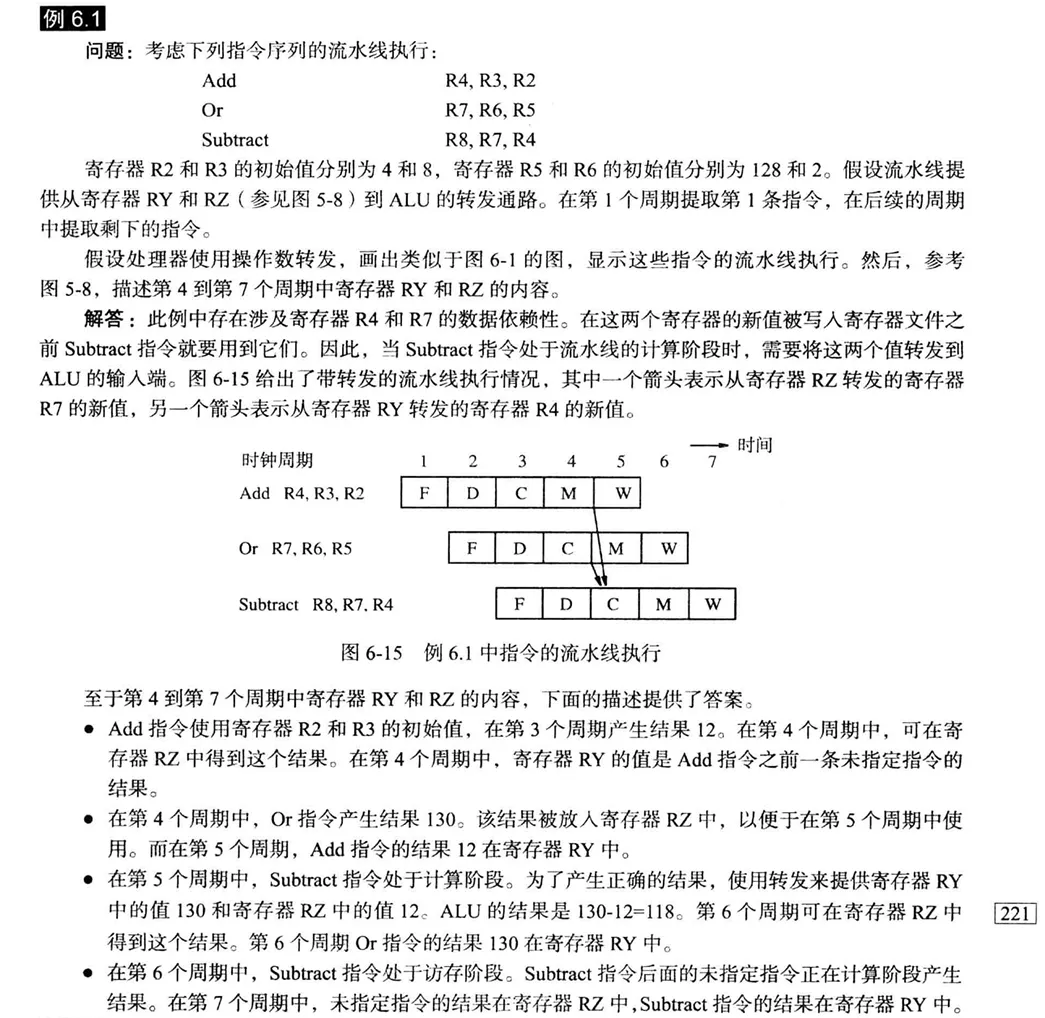 例 6.1
问题：考虑下列指令序列的流水线执行：
Add R4, R3, R2
Or R7, R6, R5
Subtract R8, R7, R4
寄存器 R2 和 R3 的初始值分别为 4 和 8，寄存器 R5 和 R6 的初始值分别为 128 和 2。假设流水线提
供从寄存器 RY 和 RZ（参见图 5-8）到 ALU 的转发通路。在第 1 个周期提取第 1 条指令，在后续的周期
中提取剩下的指令。
假设处理器使用操作数转发，画出类似于图 6-1 的图，显示这些指令的流水线执行。然后，参考
图 5-8，描述第 4 到第 7 个周期中寄存器 RY 和 RZ 的内容。
解答：此例中存在涉及寄存器 R4 和 R7 的数据依赖性。在这两个寄存器的新值被写入寄存器文件之
前 Subtract 指令就要用到它们。因此，当 Subtract 指令处于流水线的计算阶段时，需要将这两个值转发到
ALU 的输入端。图 6-15 给出了带转发的流水线执行情况，其中一个箭头表示从寄存器 RZ 转发的寄存器
R7 的新值，另一个箭头表示从寄存器 RY 转发的寄存器 R4 的新值。
时间
时钟周期 1 2 3 4 5 6 7
Add R4, R3, R2 F D C M W
Or R7, R6, R5 F D C M W
Subtract R8, R7. R4 F D C M W
图 6-15 例 6.1 中指令的流水线执行
至于第 4 到第 7 个周期中寄存器 RY 和 RZ 的内容，下面的描述提供了答案。
● Add 指令使用寄存器 R2 和 R3 的初始值，在第 3 个周期产生结果 12。在第 4 个周期中，可在寄
存器 RZ 中得到这个结果。在第 4 个周期中，寄存器 RY 的值是 Add 指令之前一条未指定指令的
结果。
● 在第 4 个周期中，Or 指令产生结果 130。该结果被放入寄存器 RZ 中，以便于在第 5 个周期中使
用。而在第 5 个周期，Add 指令的结果 12 在寄存器 RY 中。
● 在第 5 个周期中，Subtract 指令处于计算阶段。为了产生正确的结果，使用转发来提供寄存器 RY
中的值 130 和寄存器 RZ 中的值 12。ALU 的结果是 130-12=118。第 6 个周期可在寄存器 RZ 中
得到这个结果。第 6 个周期 Or 指令的结果 130 在寄存器 RY 中。
221
● 在第 6 个周期中，Subtract 指令处于访存阶段。Subtract 指令后面的未指定指令正在计算阶段产生
结果。在第 7 个周期中，未指定指令的结果在寄存器 RZ 中，Subtract 指令的结果在寄存器 RY 中。